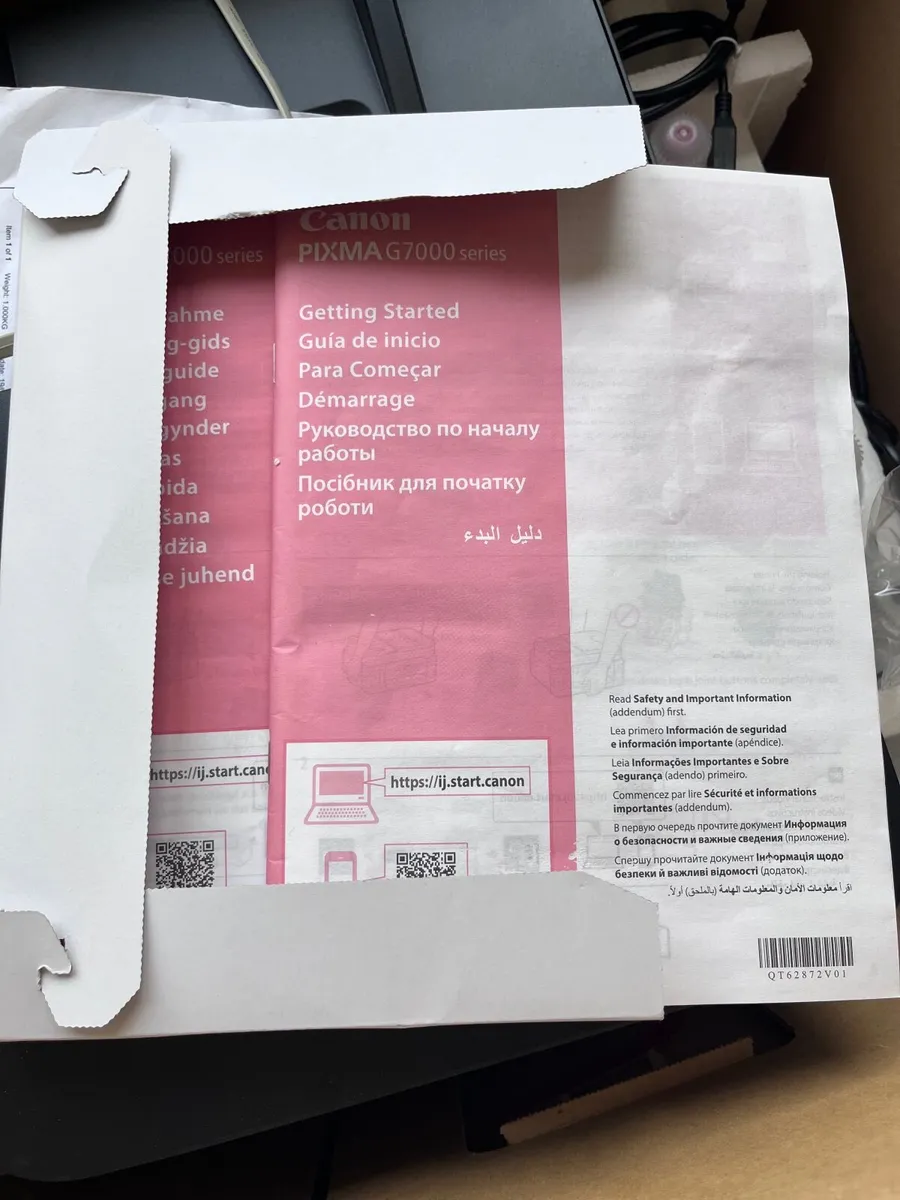 Item 1 of 1 Weight: 1.000KG
000 series
ahme
g-gids
guide
gang
gynder
as
šana
džia
e juhend
https://ij.start.cano
Canon
PIXMA G7000 series
Getting Started
Guía de inicio
Para Começar
Démarrage
Руководство по началу
работы
Посібник для початку
роботи
دليل البدء
https://ij.start.canon
Read Safety and Important Information
(addendum) first.
Lea primero Información de seguridad
e información importante (apéndice).
Leia Informações Importantes e Sobre
Segurança (adendo) primeiro.
Commencez par lire Sécurité et informations
importantes (addendum).
В первую очередь прочтите документ Информация
о безопасности и важные сведения (приложение).
Спершу прочитайте документ Інформація щодо
безпеки й важливі відомості (додаток).
اقرأ معلومات الأمان والمعلومات الهامة (بالملحق) أولاً.
QT62872V01